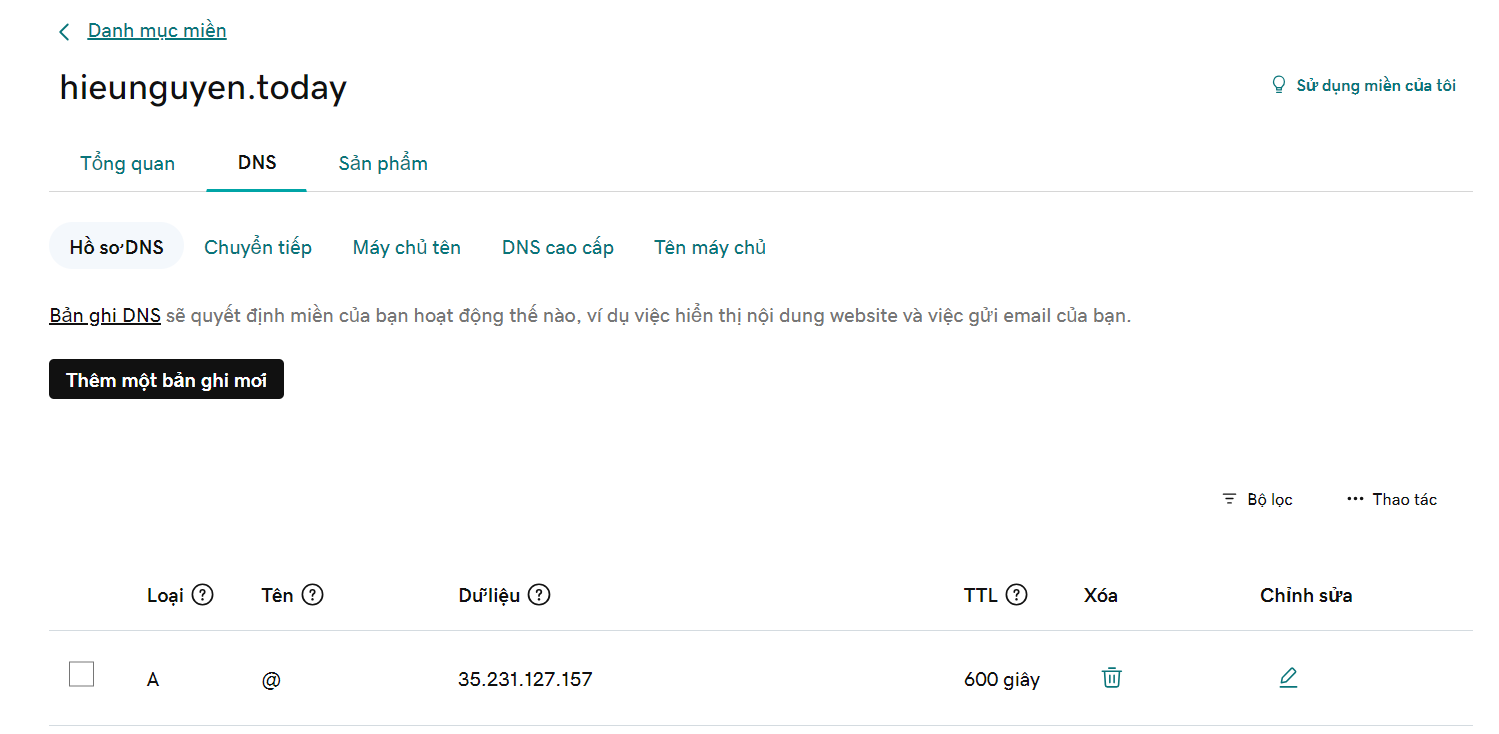 Danh mục miền
hieunguyen.today
Sử dụng miền của tôi
Tổng quan DNS Sản phẩm
Hồ sơ DNS Chuyển tiếp Máy chủ tên DNS cao cấp Tên máy chủ
Bản ghi DNS sẽ quyết định miền của bạn hoạt động thế nào, ví dụ việc hiển thị nội dung website và việc gửi email của bạn.
Thêm một bản ghi mới
Bộ lọc ··· Thao tác
Loại ? Tên ? Dữ liệu ? TTL ? Xóa Chỉnh sửa
A @ 35.231.127.157 600 giây